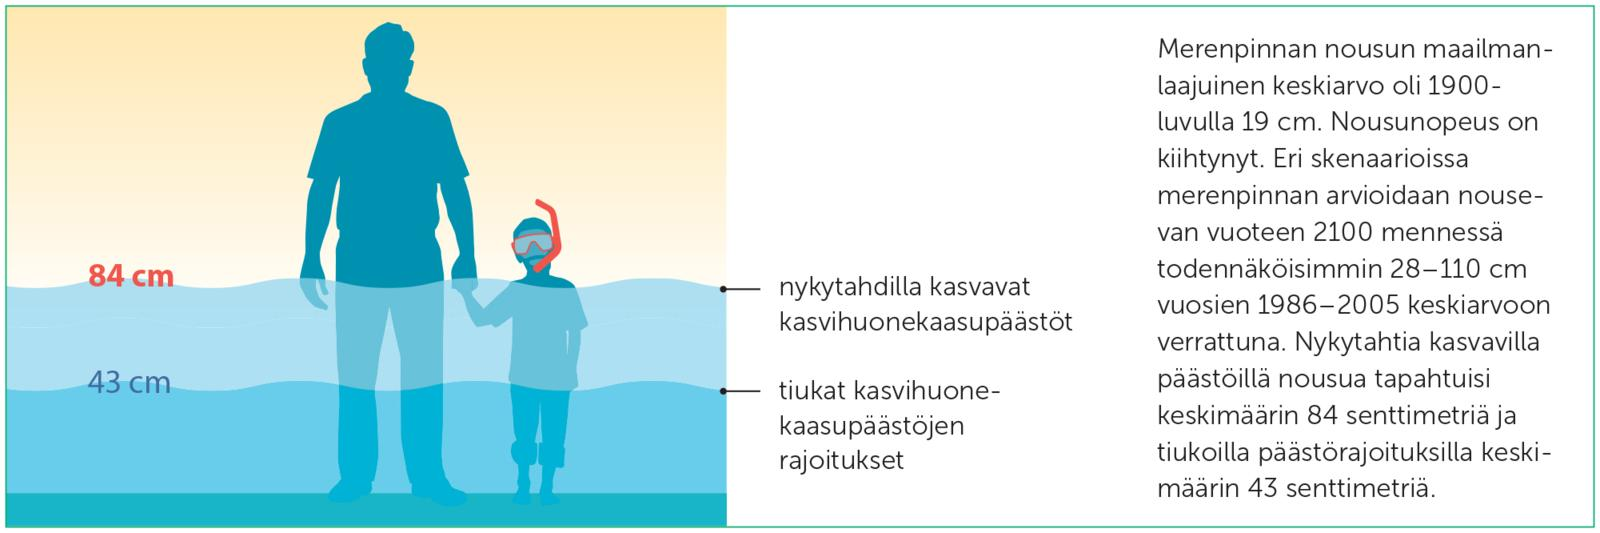 84 cm
43 cm
nykytahdilla kasvavat
kasvihuonekaasupäästöt
tiukat kasvihuone-
kaasupäästöjen
rajoitukset
Merenpinnan nousun maailman-
laajuinen keskiarvo oli 1900-
luvulla 19 cm. Nousunopeus on
kiihtynyt. Eri skenaarioissa
merenpinnan arvioidaan nouse-
van vuoteen 2100 mennessä
todennäköisimmin 28–110 cm
vuosien 1986–2005 keskiarvoon
verrattuna. Nykytahtia kasvavilla
päästöillä nousua tapahtuisi
keskimäärin 84 senttimetriä ja
tiukoilla päästörajoituksilla keski-
määrin 43 senttimetriä.